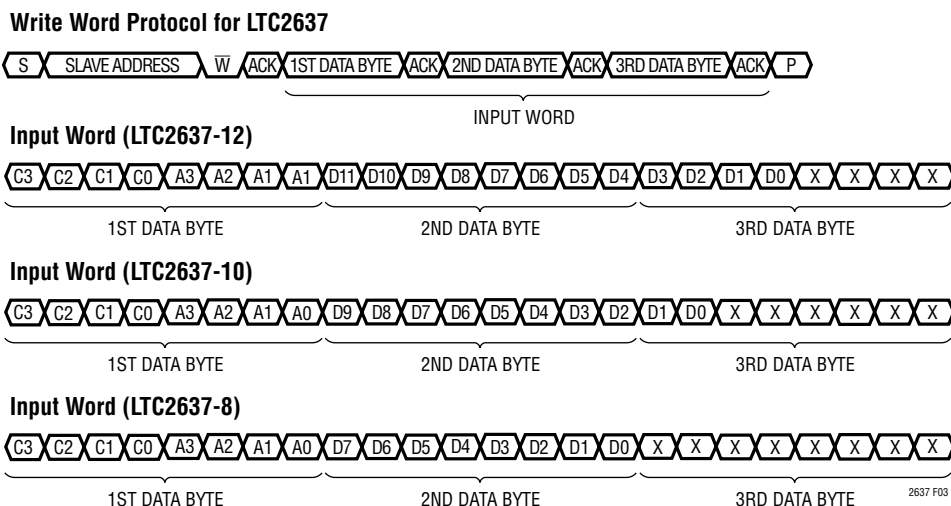 Write Word Protocol for LTC2637
S SLAVE ADDRESS W̅ ACK 1ST DATA BYTE ACK 2ND DATA BYTE ACK 3RD DATA BYTE ACK P
INPUT WORD
Input Word (LTC2637-12)
C3 C2 C1 C0 A3 A2 A1 A1 D11 D10 D9 D8 D7 D6 D5 D4 D3 D2 D1 D0 X X X X
1ST DATA BYTE 2ND DATA BYTE 3RD DATA BYTE
Input Word (LTC2637-10)
C3 C2 C1 C0 A3 A2 A1 A0 D9 D8 D7 D6 D5 D4 D3 D2 D1 D0 X X X X X X
1ST DATA BYTE 2ND DATA BYTE 3RD DATA BYTE
Input Word (LTC2637-8)
C3 C2 C1 C0 A3 A2 A1 A0 D7 D6 D5 D4 D3 D2 D1 D0 X X X X X X X X
1ST DATA BYTE 2ND DATA BYTE 3RD DATA BYTE 2637 F03